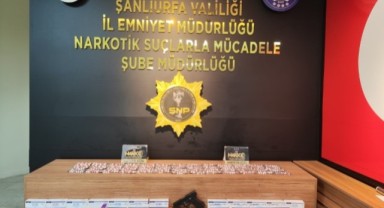 ŞANLIURFA VALİLİĞİ
İL EMNİYET MÜDÜRLÜĞÜ
NARKOTİK SUÇLARLA MÜCADELE
ŞUBE MÜDÜRLÜĞÜ